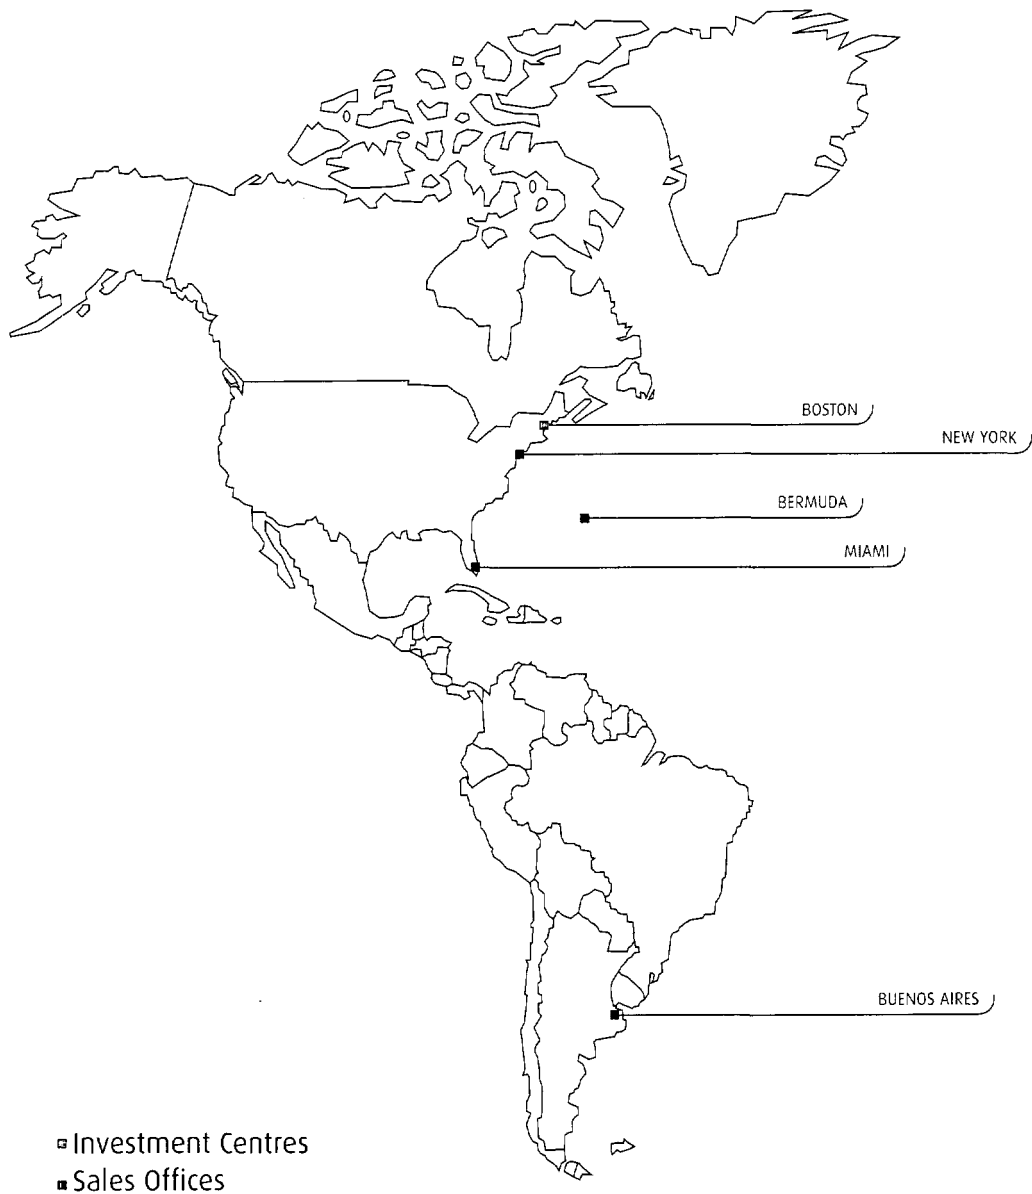 BOSTON
NEW YORK
BERMUDA
MIAMI
BUENOS AIRES
Investment Centres
Sales Offices